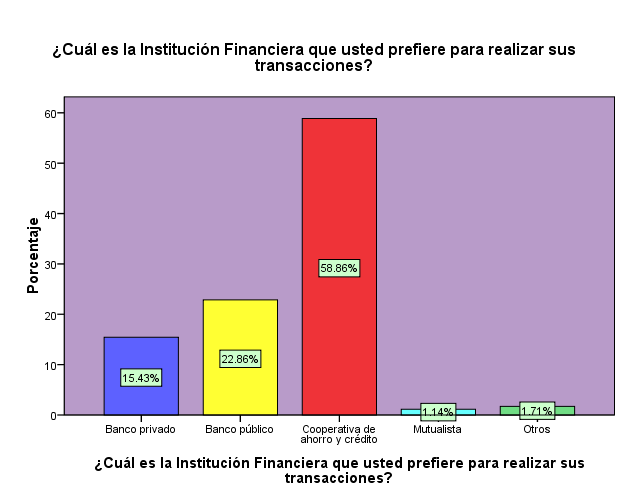 ¿Cuál es la Institución Financiera que usted prefiere para realizar sus
transacciones?
Porcentaje
60
50
40
30
20
10
0
15.43%
22.86%
58.86%
1.14%
1.71%
Banco privado
Banco público
Cooperativa de
ahorro y crédito
Mutualista
Otros
¿Cuál es la Institución Financiera que usted prefiere para realizar sus
transacciones?